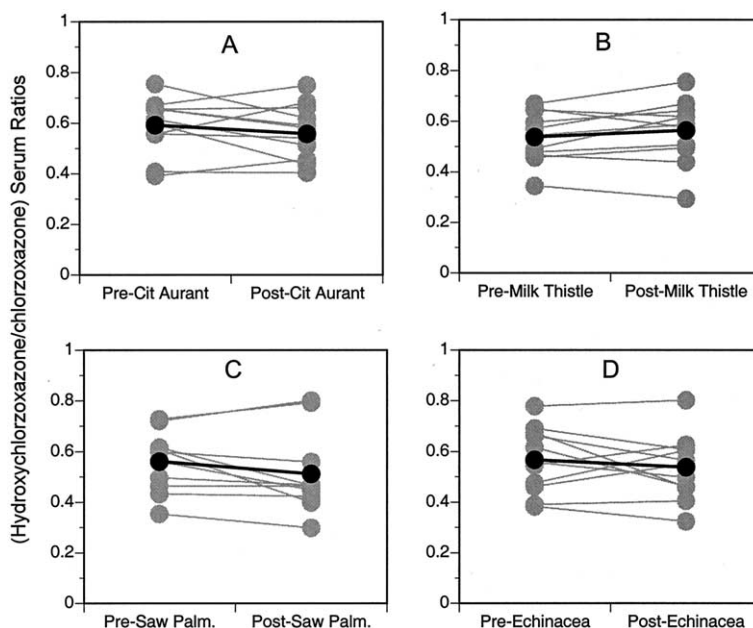 (Hydroxychlorzoxazone/chlorzoxazone) Serum Ratios
A
1
0.8
0.6
0.4
0.2
0
Pre-Cit Aurant Post-Cit Aurant
B
1
0.8
0.6
0.4
0.2
0
Pre-Milk Thistle Post-Milk Thistle
C
1
0.8
0.6
0.4
0.2
0
Pre-Saw Palm. Post-Saw Palm.
D
1
0.8
0.6
0.4
0.2
0
Pre-Echinacea Post-Echinacea